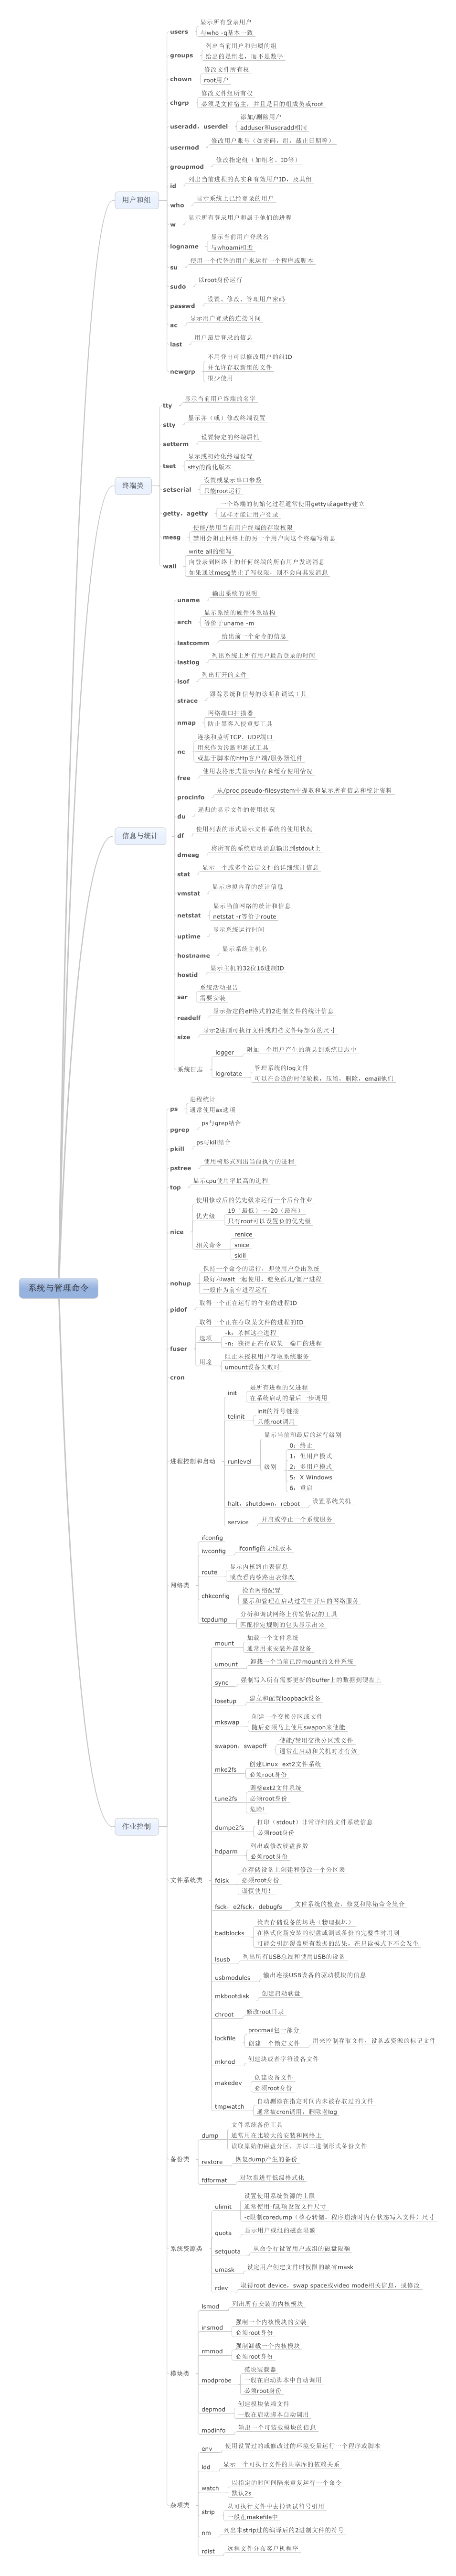 系统与管理命令
用户和组
users
显示所有登录用户
与who -q基本一致
groups
列出当前用户和归属的组
给出的是组名，而不是数字
chown
修改文件所有权
root用户
chgrp
修改文件组所有权
必须是文件宿主，并且是目的组成员或root
useradd，userdel
添加/删除用户
adduser和useradd相同
usermod
修改用户账号（如密码，组，截止日期等）
groupmod
修改指定组（如组名、ID等）
id
列出当前进程的真实和有效用户ID，及其组
who
显示系统上已经登录的用户
w
显示所有登录用户和属于他们的进程
logname
显示当前用户登录名
与whoami相近
su
使用一个代替的用户来运行一个程序或脚本
sudo
以root身份运行
passwd
设置、修改、管理用户密码
ac
显示用户登录的连接时间
last
用户最后登录的信息
newgrp
不用登出可以修改用户的组ID
并允许存取新组的文件
很少使用
终端类
tty
显示当前用户终端的名字
stty
显示并（或）修改终端设置
setterm
设置特定的终端属性
tset
显示或初始化终端设置
stty的简化版本
setserial
设置或显示串口参数
只能root运行
getty，agetty
一个终端的初始化过程通常使用getty或agetty建立
这样才能让用户登录
mesg
使能/禁用当前用户终端的存取权限
禁用会阻止网络上的另一个用户向这个终端写消息
wall
write all的缩写
向登录到网络上的任何终端的所有用户发送消息
如果通过mesg禁止了写权限，则不会向其发消息
信息与统计
uname
输出系统的说明
arch
显示系统的硬件体系结构
等价于uname -m
lastcomm
给出前一个命令的信息
lastlog
列出系统上所有用户最后登录的时间
lsof
列出打开的文件
strace
跟踪系统和信号的诊断和调试工具
nmap
网络端口扫描器
防止黑客入侵重要工具
nc
连接和监听TCP、UDP端口
用来作为诊断和测试工具
或基于脚本的http客户端/服务器组件
free
使用表格形式显示内存和缓存使用情况
procinfo
从/proc pseudo-filesystem中提取和显示所有信息和统计资料
du
递归的显示文件的使用状况
df
使用列表的形式显示文件系统的使用状况
dmesg
将所有的系统启动消息输出到stdout上
stat
显示一个或多个给定文件的详细统计信息
vmstat
显示虚拟内存的统计信息
netstat
显示当前网络的统计和信息
netstat -r等价于route
uptime
显示系统运行时间
hostname
显示系统主机名
hostid
显示主机的32位16进制ID
sar
系统活动报告
需要安装
readelf
显示指定的elf格式的2进制文件的统计信息
size
显示2进制可执行文件或归档文件每部分的尺寸
系统日志
logger
附加一个用户产生的消息到系统日志中
logrotate
管理系统的log文件
可以在合适的时候轮换，压缩，删除，email他们
作业控制
ps
进程统计
通常使用ax选项
pgrep
ps与grep结合
pkill
ps与kill结合
pstree
使用树形式列出当前执行的进程
top
显示cpu使用率最高的进程
nice
使用修改后的优先级来运行一个后台作业
优先级
19（最低）～-20（最高）
只有root可以设置负的优先级
相关命令
renice
snice
skill
nohup
保持一个命令的运行，即使用户登出系统
最好和wait一起使用，避免孤儿/僵尸进程
一般作为前台进程运行
pidof
取得一个正在运行的作业的进程ID
fuser
取得一个正在存取某文件的进程的ID
选项
-k：杀掉这些进程
-n：获得正在存取某一端口的进程
用途
阻止未授权用户存取系统服务
umount设备失败时
cron
进程控制和启动
init
是所有进程的父进程
在系统启动的最后一步调用
telinit
init的符号链接
只能root调用
runlevel
显示当前和最后的运行级别
级别
0：终止
1：但用户模式
2：多用户模式
5：X Windows
6：重启
halt，shutdown，reboot
设置系统关机
service
开启或停止一个系统服务
网络类
ifconfig
iwconfig
ifconfig的无线版本
route
显示内核路由表信息
或查看内核路由表修改
chkconfig
检查网络配置
显示和管理在启动过程中开启的网络服务
tcpdump
分析和调试网络上传输情况的工具
匹配指定规则的包头显示出来
文件系统类
mount
加载一个文件系统
通常用来安装外部设备
umount
卸载一个当前已经mount的文件系统
sync
强制写入所有需要更新的buffer上的数据到硬盘上
losetup
建立和配置loopback设备
mkswap
创建一个交换分区或文件
随后必须马上使用swapon来使能
swapon，swapoff
使能/禁用交换分区或文件
通常在启动和关机时才有效
mke2fs
创建Linux ext2文件系统
必须root身份
tune2fs
调整ext2文件系统
必须root身份
危险!
dumpe2fs
打印（stdout）非常详细的文件系统信息
必须root身份
hdparm
列出或修改硬盘参数
必须root身份
fdisk
在存储设备上创建和修改一个分区表
必须root身份
谨慎使用！
fsck，e2fsck，debugfs
文件系统的检查，修复和除错命令集合
badblocks
检查存储设备的坏块（物理损坏）
在格式化新安装的硬盘或测试备份的完整性时用到
可能会引起覆盖所有数据的结果，在只读模式下不会发生
lsusb
列出所有USB总线和使用USB的设备
usbmodules
输出连接USB设备的驱动模块的信息
mkbootdisk
创建启动软盘
chroot
修改root目录
lockfile
procmail包一部分
创建一个锁定文件
用来控制存取文件，设备或资源的标记文件
mknod
创建块或者字符设备文件
makedev
创建设备文件
必须root身份
tmpwatch
自动删除在指定时间内未被存取过的文件
通常被cron调用，删除老log
备份类
dump
文件系统备份工具
通常用在比较大的安装和网络上
读取原始的磁盘分区，并以二进制形式备份文件
restore
恢复dump产生的备份
fdformat
对软盘进行低级格式化
系统资源类
ulimit
设置使用系统资源的上限
通常使用-f选项设置文件尺寸
-c限制coredump（核心转储，程序崩溃时内存状态写入文件）尺寸
quota
显示用户或组的磁盘限额
setquota
从命令行设置用户或组的磁盘限额
umask
设定用户创建文件时权限的缺省mask
rdev
取得root device，swap space或video mode相关信息，或修改
模块类
lsmod
列出所有安装的内核模块
insmod
强制一个内核模块的安装
必须root身份
rmmod
强制卸载一个内核模块
必须root身份
modprobe
模块装载器
一般在启动脚本中自动调用
必须root身份
depmod
创建模块依赖文件
一般在启动脚本自动调用
modinfo
输出一个可装载模块的信息
杂项类
env
使用设置过的或修改过的环境变量运行一个程序或脚本
ldd
显示一个可执行文件的共享库的依赖关系
watch
以指定的时间间隔来重复运行一个命令
默认2s
strip
从可执行文件中去掉调试符号引用
一般在makefile中
nm
列出未strip过的编译后的2进制文件的符号
rdist
远程文件分布客户机程序